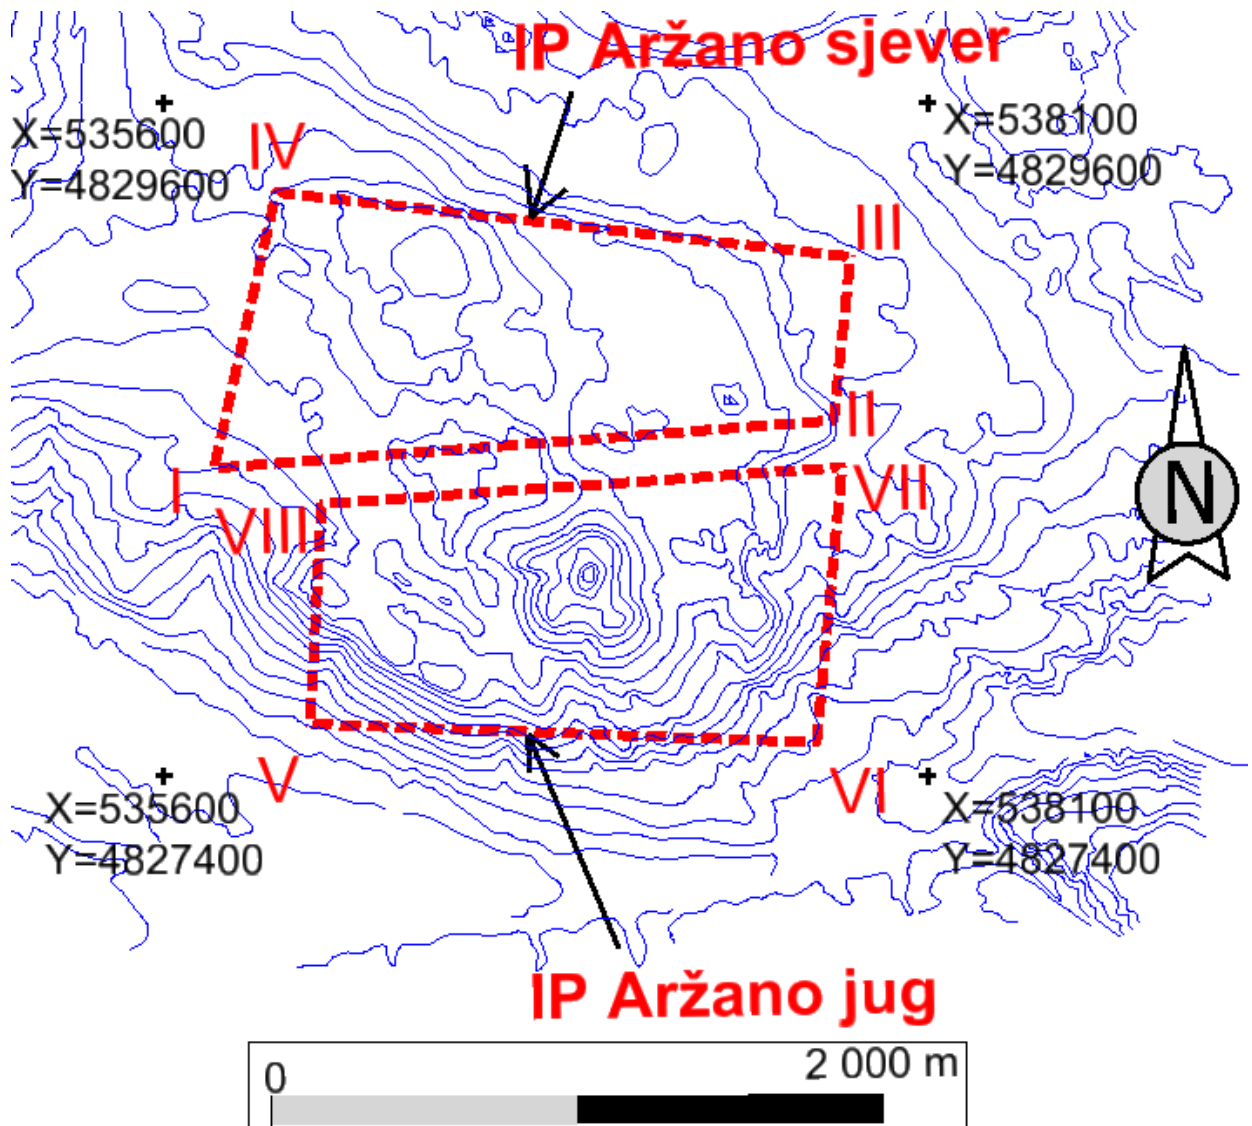 IP Aržano sjever
X=535600
Y=4829600
IV
X=538100
Y=4829600
III
II
I
VII
VIII
N
V
VI
X=535600
Y=4827400
X=538100
Y=4827400
IP Aržano jug
0
2 000 m